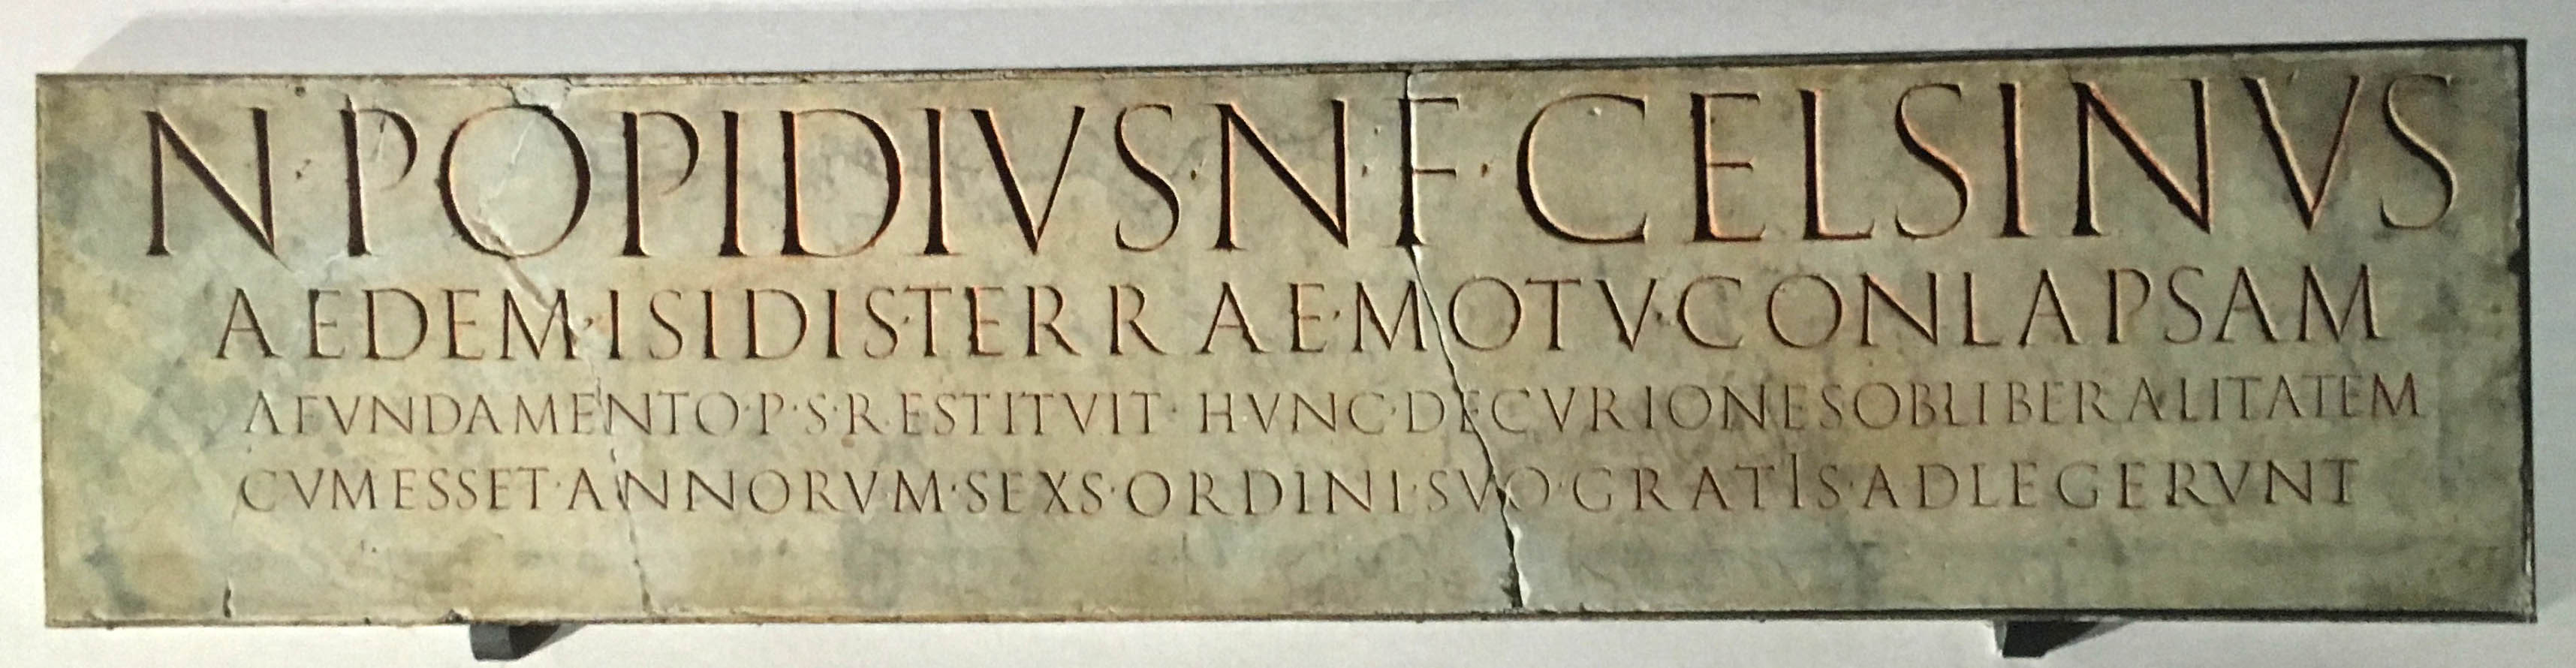 N·POPIDIVS·N·F·CELSINVS
AEDEM·ISIDIS·TERRAE·MOTV·CONLAPSAM
A FVNDAMENTO·P·S·RESTITVIT·HVNC·DECVRIONES OB LIBERALITATEM
CVM ESSET·ANNORVM·SEXS·ORDINI·SVO·GRATIS·ADLEGERVNT